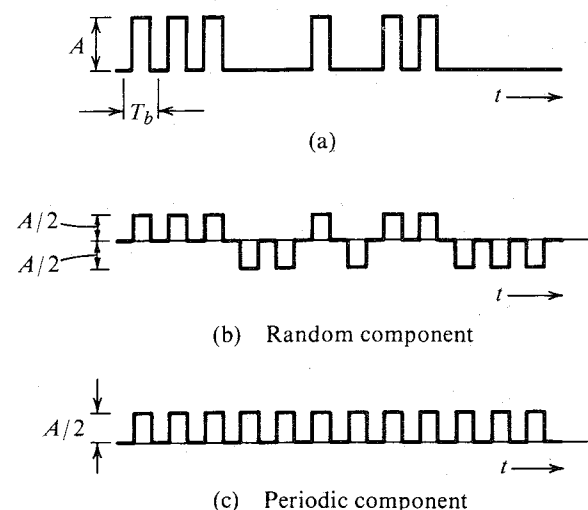 A
T_b
t
(a)
A/2
A/2
t
(b) Random component
A/2
t
(c) Periodic component